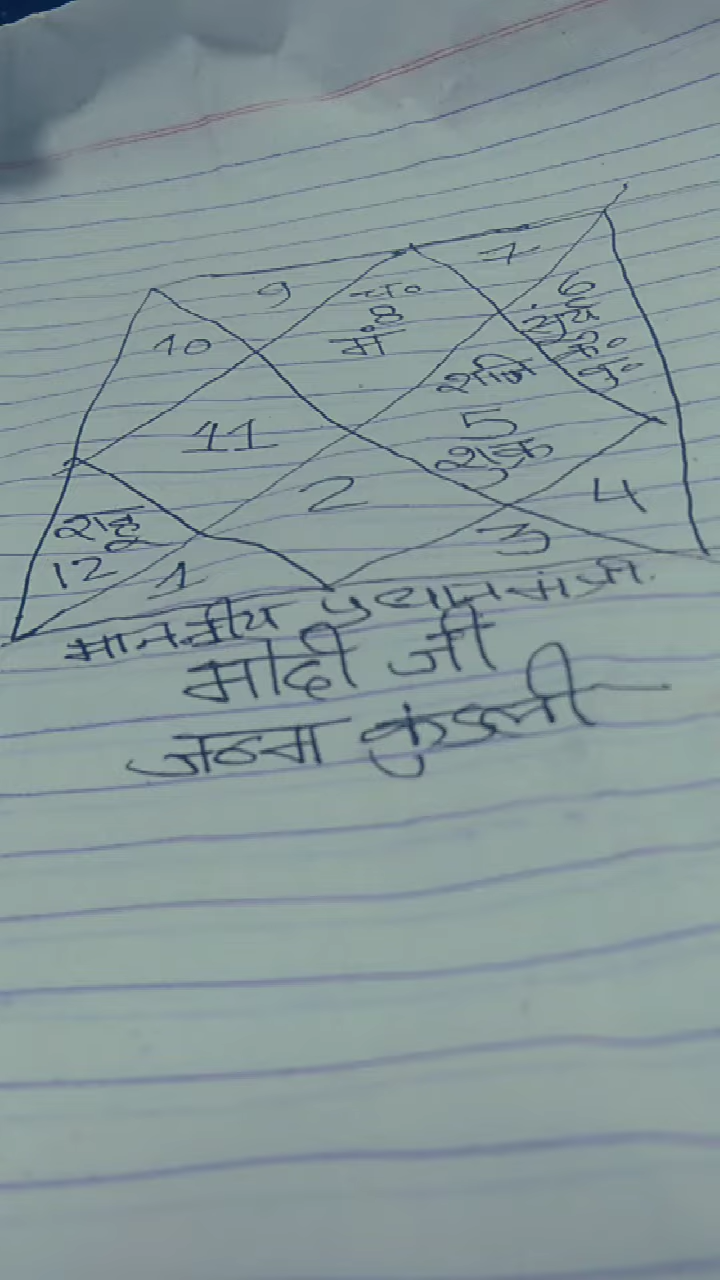 9
7
चं०
8
मं
10
6
सूर्य
के०
बु०
शनि
5
शुक्र
11
2
4
3
राहू
12
1
माननीय प्रधानमंत्री
मोदी जी
जन्म कुंडली